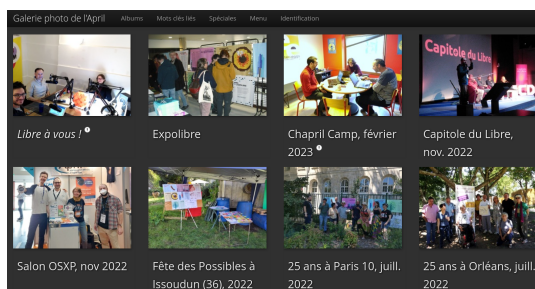 Galerie photo de l'April Albums Mots clés liés Spéciales Menu Identification
Capitole du Libre
Libre à vous !
Expolibre
Chapril Camp, février
2023
Capitole du Libre,
nov. 2022
Salon OSXP, nov 2022
Fête des Possibles à
Issoudun (36), 2022
25 ans à Paris 10, juill.
2022
25 ans à Orléans, juill.
2022